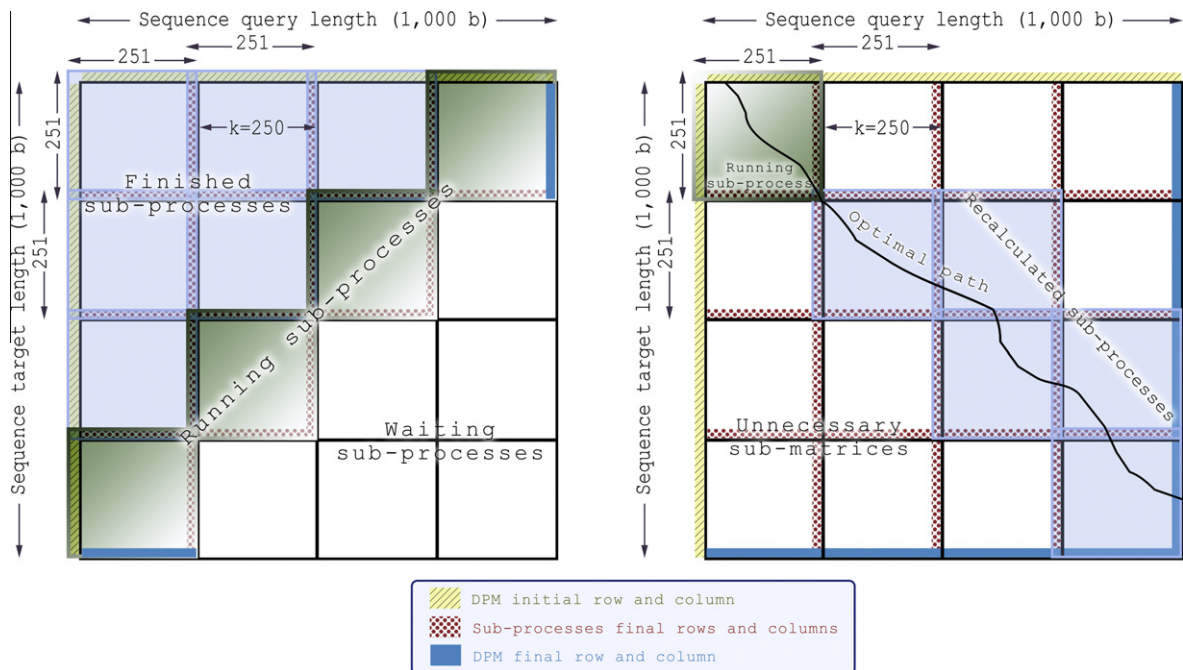 Sequence query length (1,000 b)
251
251
Sequence target length (1,000 b)
251
251
k=250
Finished
sub-processes
Running sub-processes
Waiting
sub-processes
Sequence query length (1,000 b)
251
251
Sequence target length (1,000 b)
251
251
k=250
Running
sub-process
Optimal path
Recalculated sub-processes
Unnecessary
sub-matrices
DPM initial row and column
Sub-processes final rows and columns
DPM final row and column